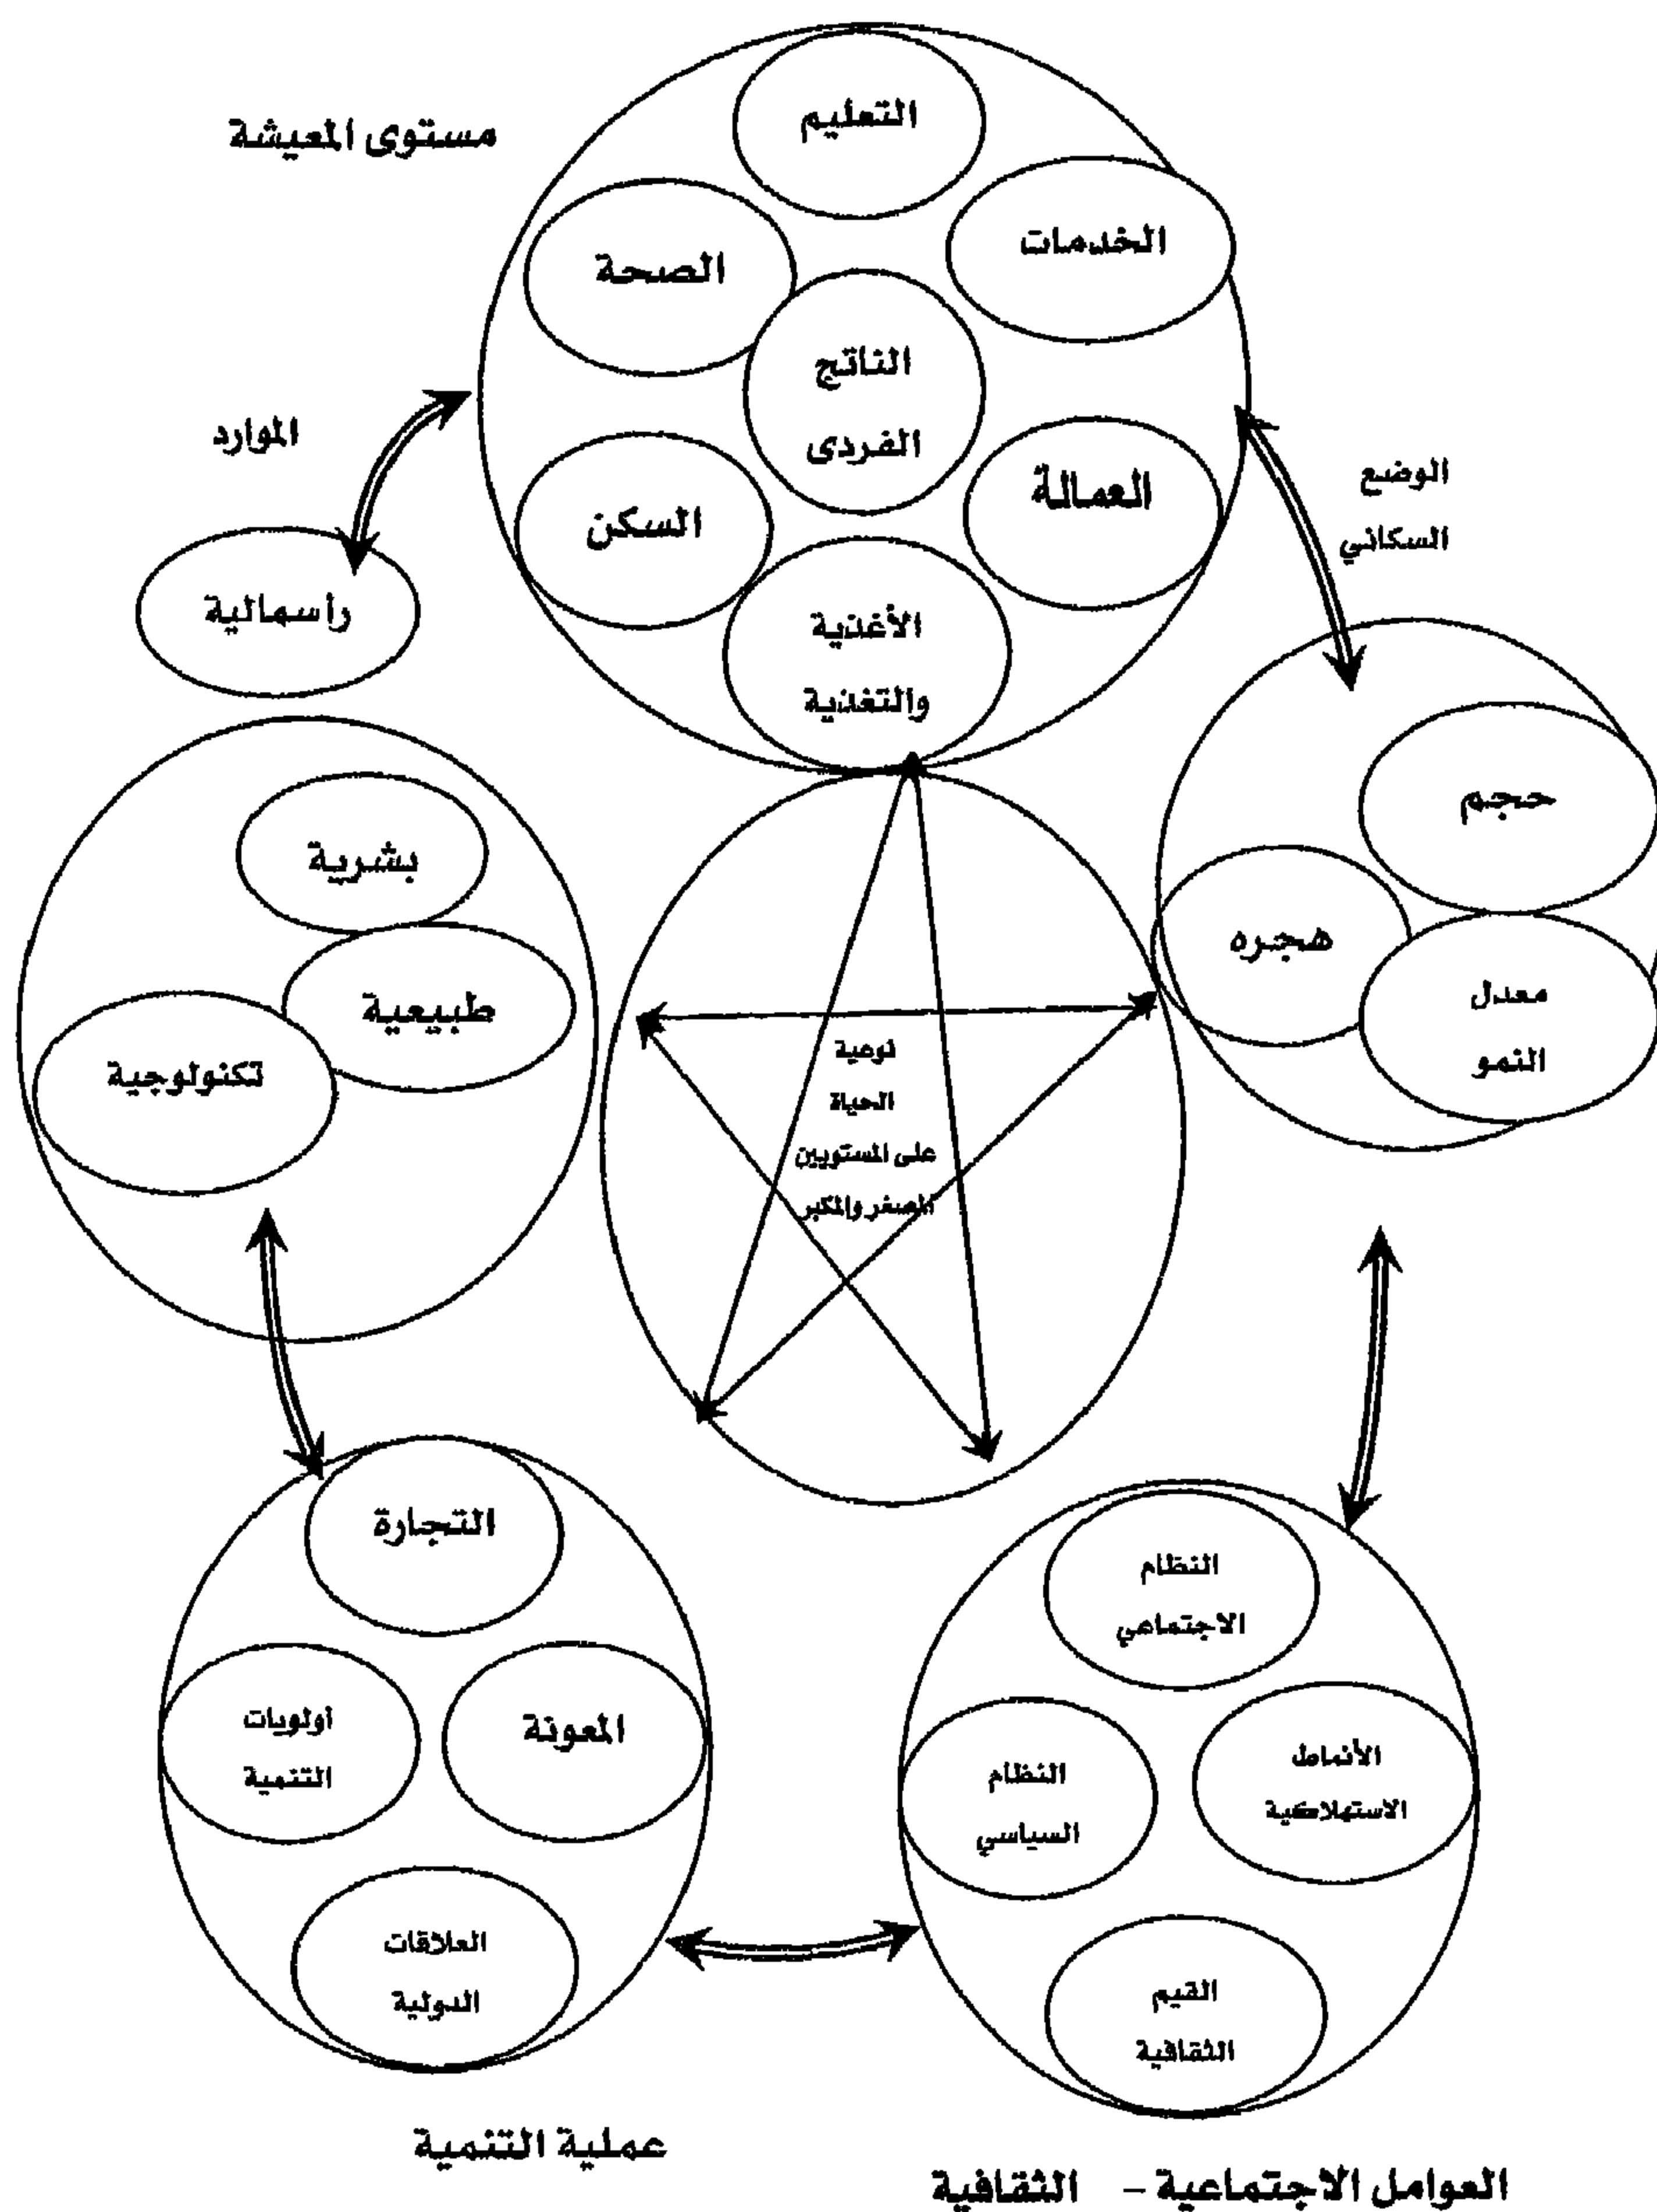 مستوى المعيشة
التعليم
الخدمات
الصحة
الناتج
الفردى
العمالة
السكن
الأغذية
والتغذية
الموارد
راسمالية
بشرية
طبيعية
تكنولوجية
الوضع
السكاني
حجم
هجره
معدل
النمو
نوعية
الحياة
على المستويين
المصغر والمكبر
التجارة
المعونة
أولويات
التنمية
العلاقات
الدولية
عملية التنمية
النظام
الاجتماعي
الأنماط
الاستهلاكية
النظام
السياسي
القيم
الثقافية
العوامل الاجتماعية - الثقافية